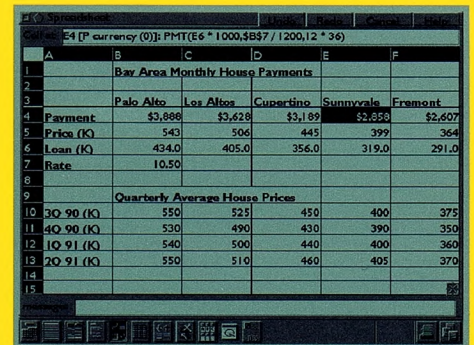 Spreadsheet Undo Redo Cancel Help
E4 [P currency (0)]: PMT(E6 * 1000,$B$7 / 1200,12 * 36)
A B C D E F
1 Bay Area Monthly House Payments
2
3 Palo Alto Los Altos Cupertino Sunnyvale Fremont
4 Payment $3,888 $3,628 $3,189 $2,858 $2,607
5 Price (K) 543 506 445 399 364
6 Loan (K) 434.0 405.0 356.0 319.0 291.0
7 Rate 10.50
8
9 Quarterly Average House Prices
10 3Q 90 (K) 550 525 450 400 375
11 4Q 90 (K) 530 490 430 390 350
12 1Q 91 (K) 540 500 440 400 360
13 2Q 91 (K) 550 510 460 405 370
14
15